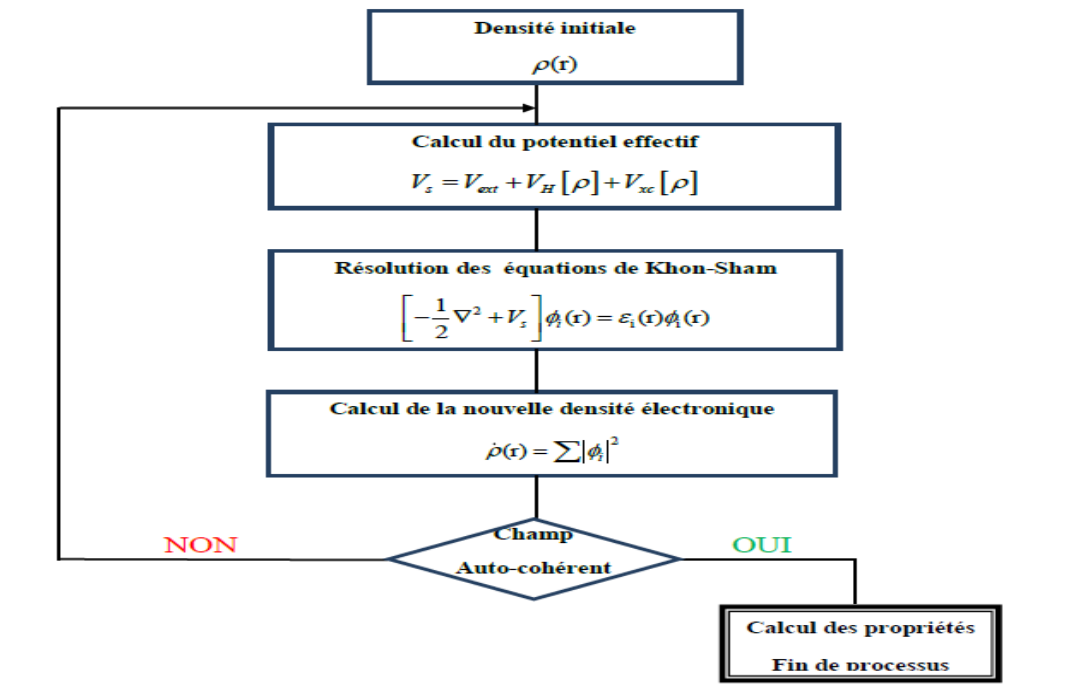 Densité initiale
ρ(r)
Calcul du potentiel effectif
V_s = V_ext + V_H [ρ] + V_xc [ρ]
Résolution des équations de Khon-Sham
[-1/2 ∇² + V_s] ϕ_i(r) = ε_i(r)ϕ_i(r)
Calcul de la nouvelle densité électronique
ρ̇(r) = ∑|ϕ_i|²
Champ
Auto-cohérent
NON
OUI
Calcul des propriétés
Fin de processus